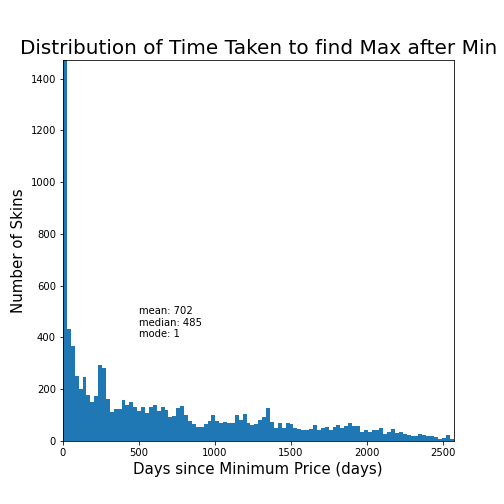 Distribution of Time Taken to find Max after Min
1400
1200
1000
800
600
400
200
0
Number of Skins
mean: 702
median: 485
mode: 1
0 500 1000 1500 2000 2500
Days since Minimum Price (days)